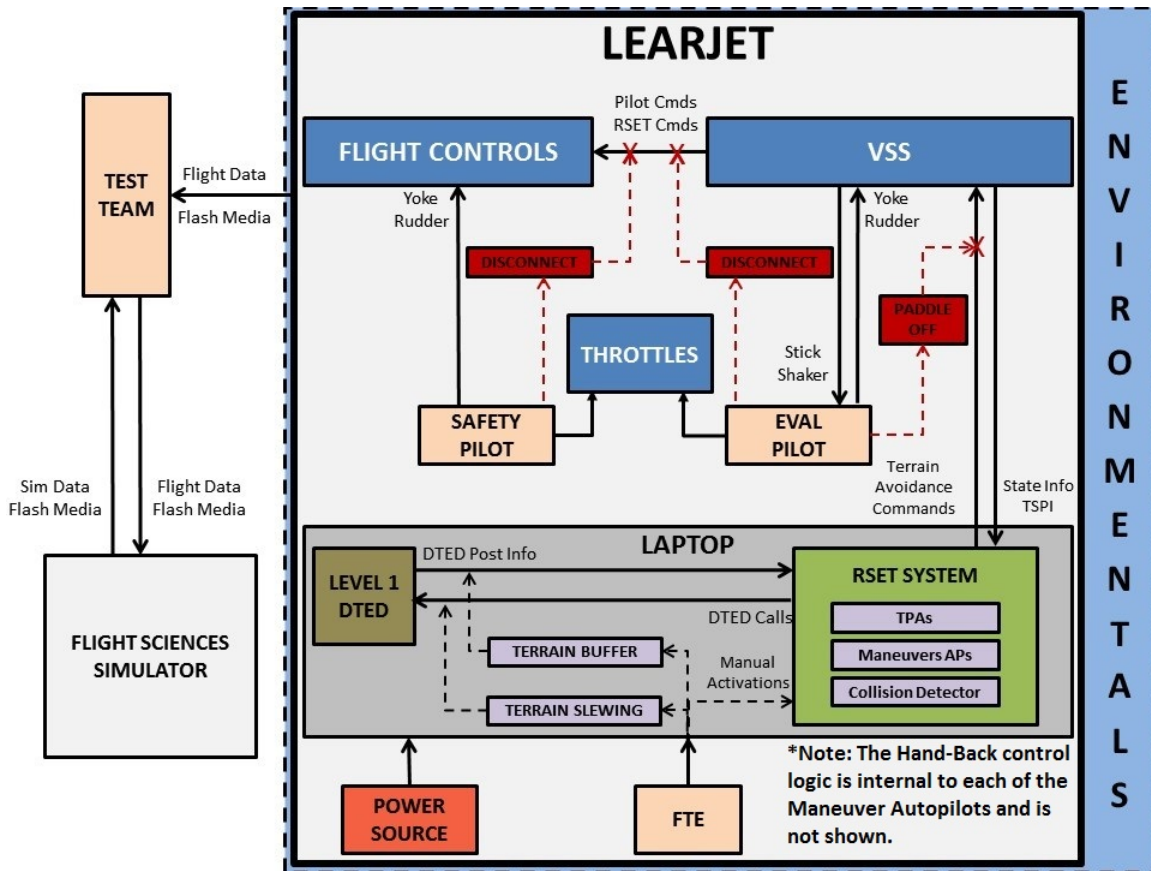 LEARJET
ENVIRONMENTALS
Pilot Cmds
RSET Cmds
FLIGHT CONTROLS
VSS
TEST
TEAM
Flight Data
Flash Media
Yoke
Rudder
Yoke
Rudder
DISCONNECT
DISCONNECT
PADDLE
OFF
THROTTLES
Stick
Shaker
SAFETY
PILOT
EVAL
PILOT
Sim Data
Flash Media
Flight Data
Flash Media
Terrain
Avoidance
Commands
State Info
TSPI
LAPTOP
LEVEL 1
DTED
DTED Post Info
RSET SYSTEM
DTED Calls
TPAs
Maneuvers APs
Collision Detector
TERRAIN BUFFER
Manual
Activations
TERRAIN SLEWING
FLIGHT SCIENCES
SIMULATOR
POWER
SOURCE
FTE
*Note: The Hand-Back control
logic is internal to each of the
Maneuver Autopilots and is
not shown.